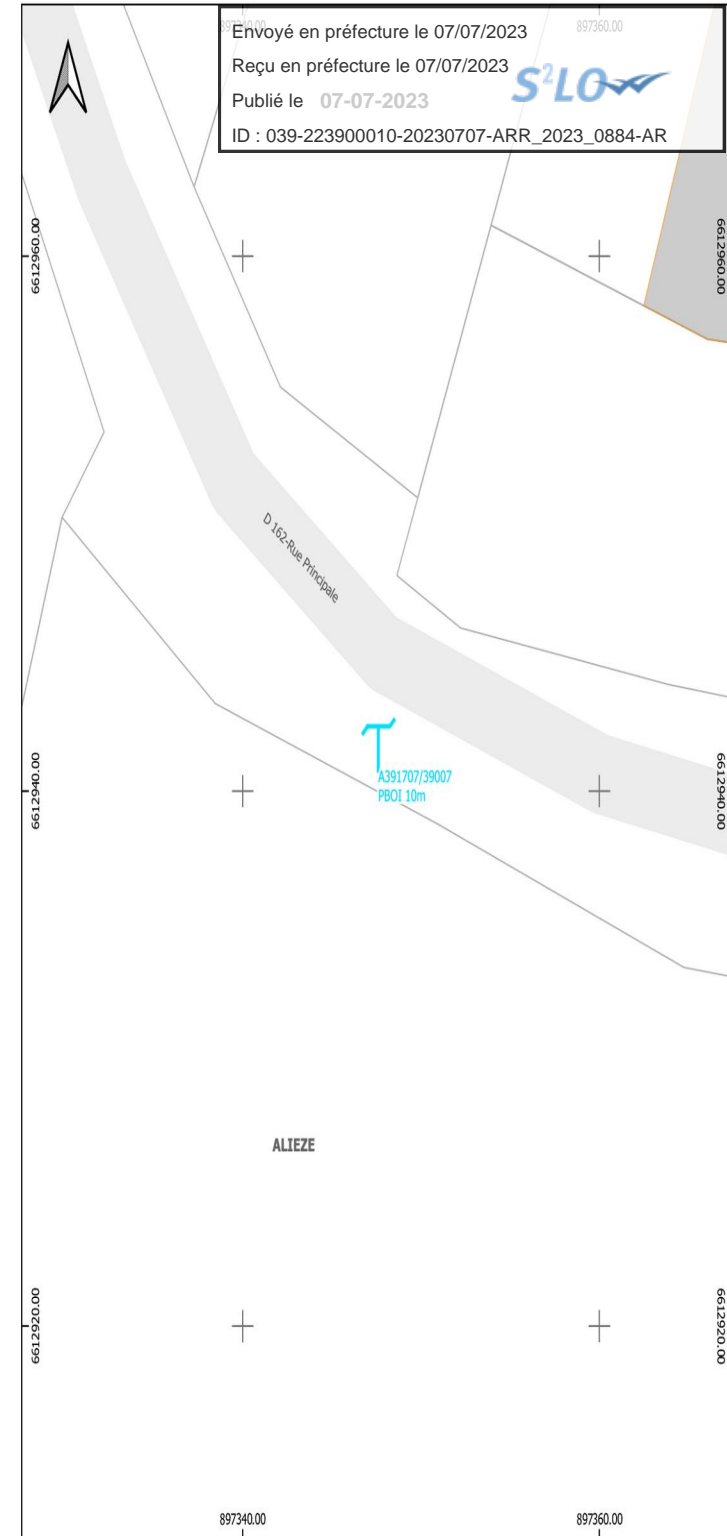 897340.00
897360.00
Envoyé en préfecture le 07/07/2023
Reçu en préfecture le 07/07/2023
Publié le 07-07-2023
S²LO
ID : 039-223900010-20230707-ARR_2023_0884-AR
6612960.00
6612960.00
D 162-Rue Principale
A391707/39007
PBOI 10m
6612940.00
6612940.00
ALIEZE
6612920.00
6612920.00
897340.00
897360.00